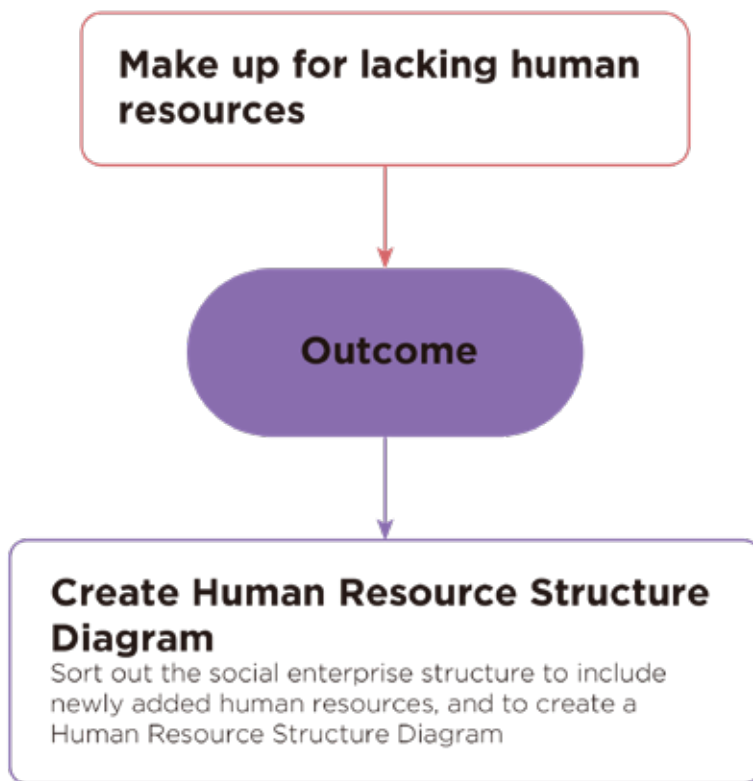 Make up for lacking human
resources
Outcome
Create Human Resource Structure
Diagram
Sort out the social enterprise structure to include
newly added human resources, and to create a
Human Resource Structure Diagram